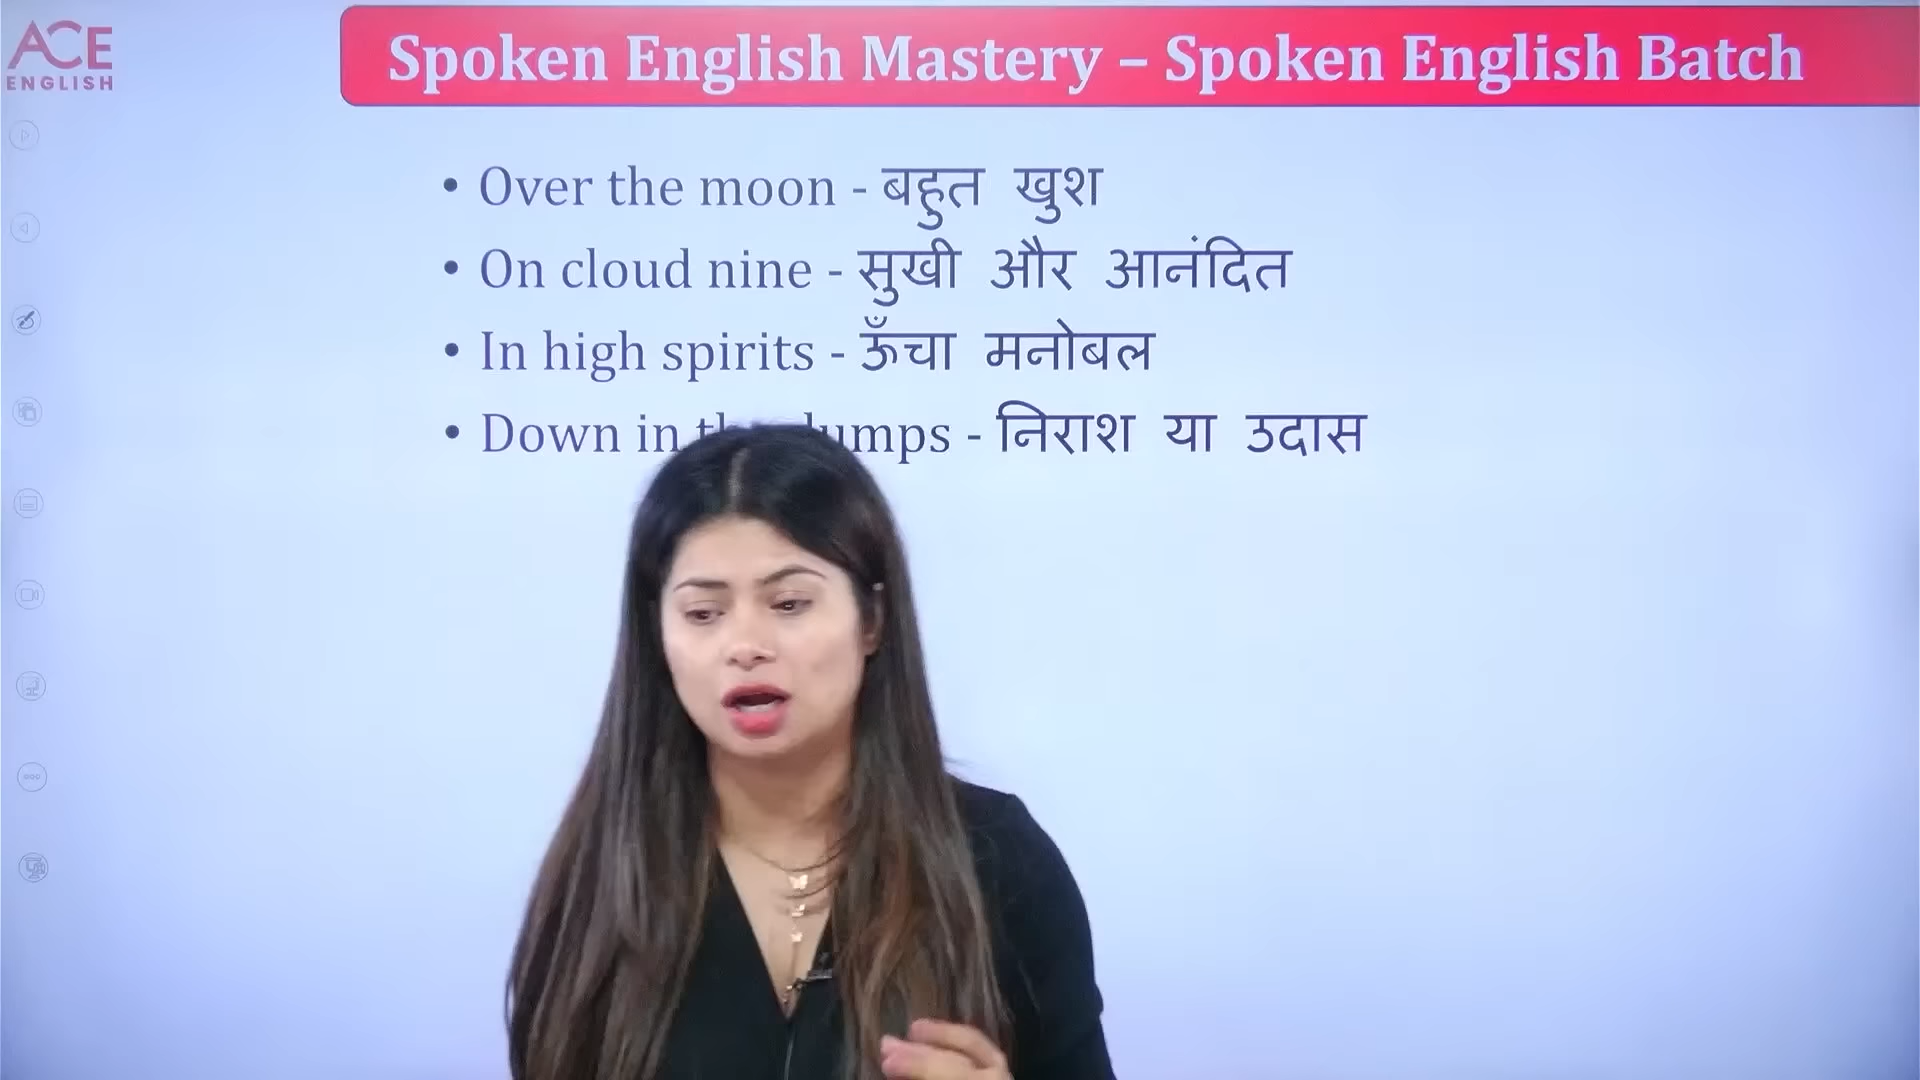 ACE
ENGLISH
Spoken English Mastery – Spoken English Batch
• Over the moon - बहुत खुश
• On cloud nine - सुखी और आनंदित
• In high spirits - ऊँचा मनोबल
• Down in - निराश या उदास